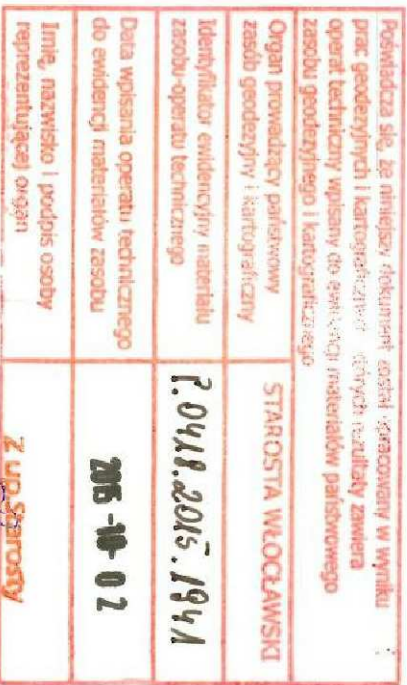 Poświadcza się, że niniejszy dokument został opracowany w wyniku
prac geodezyjnych i kartograficznych, których rezultaty zawiera
operat techniczny wpisany do ewidencji materiałów państwowego
zasobu geodezyjnego i kartograficznego
Organ prowadzący państwowy
zasób geodezyjny i kartograficzny
STAROSTA WŁOCŁAWSKI
Identyfikator ewidencyjny materiału
zasobu-operatu technicznego
P.0418.2015.1941
Data wpisania operatu technicznego
do ewidencji materiałów zasobu
2015 -10- 02
Imię, nazwisko i podpis osoby
reprezentującej organ
Z up. Starosty